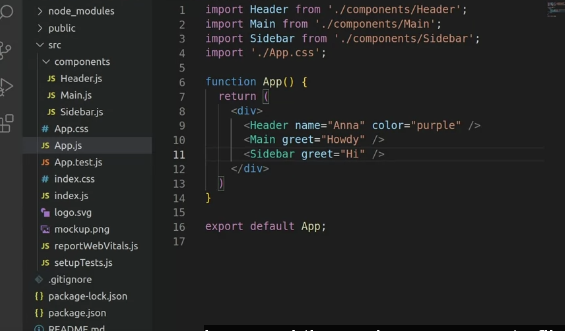 node_modules
public
src
components
JS Header.js
JS Main.js
JS Sidebar.js
App.css
JS App.js
JS App.test.js
index.css
JS index.js
logo.svg
mockup.png
JS reportWebVitals.js
JS setupTests.js
.gitignore
{} package-lock.json
{} package.json
README.md
1 import Header from './components/Header';
2 import Main from './components/Main';
3 import Sidebar from './components/Sidebar';
4 import './App.css';
5
6 function App() {
7 return (
8 <div>
9 <Header name="Anna" color="purple" />
10 <Main greet="Howdy" />
11 <Sidebar greet="Hi" />
12 </div>
13 )
14 }
15
16 export default App;
17